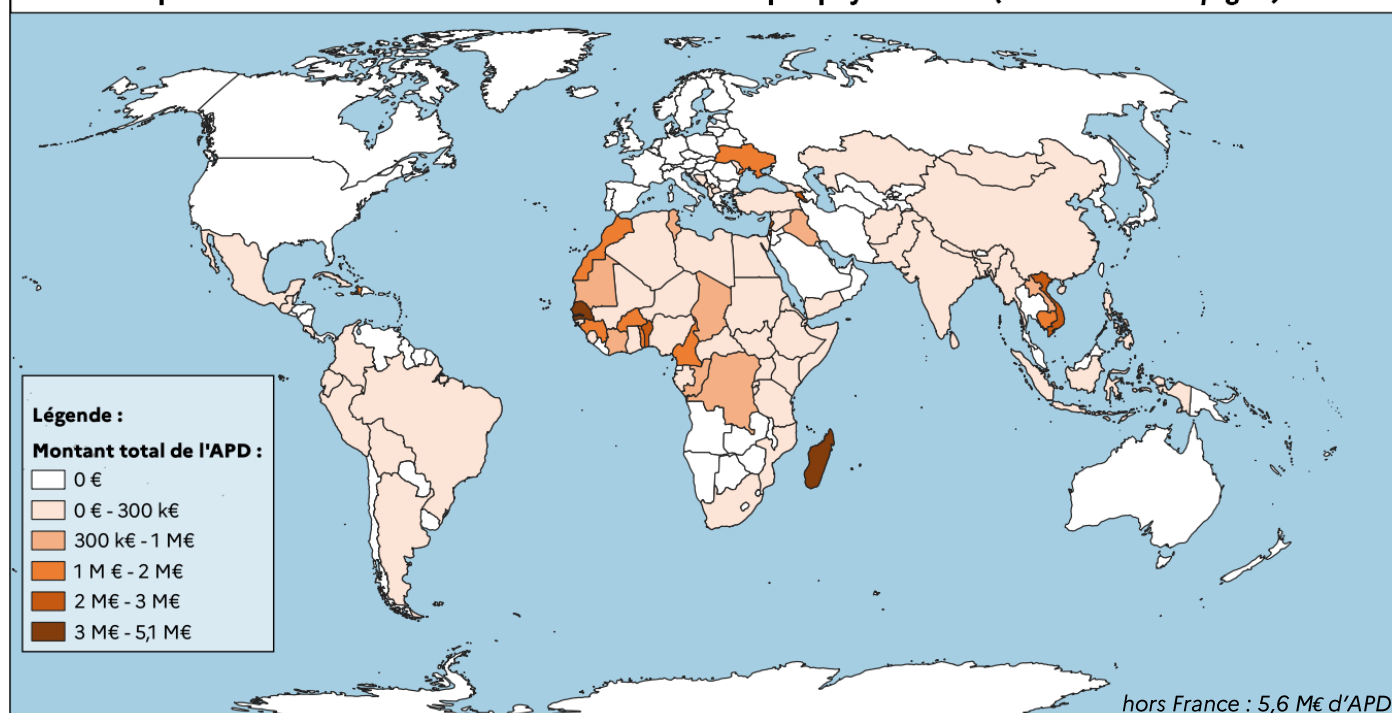 Légende :
Montant total de l'APD :
0 €
0 € - 300 k€
300 k€ - 1 M€
1 M € - 2 M€
2 M€ - 3 M€
3 M€ - 5,1 M€
hors France : 5,6 M€ d'APD